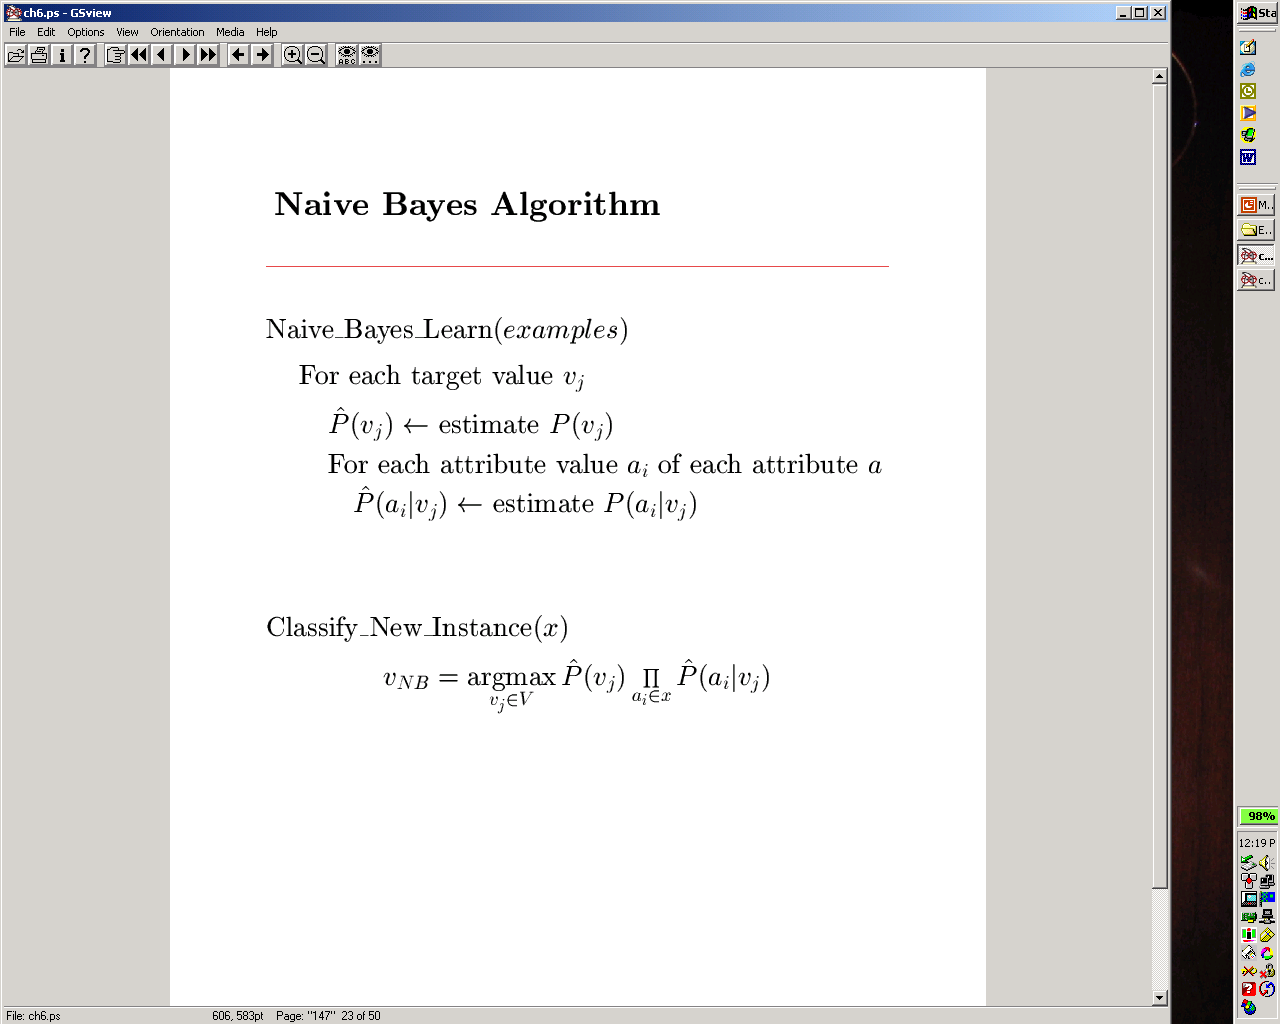 ch6.ps - GSview
File Edit Options View Orientation Media Help
Naive Bayes Algorithm
Naive_Bayes_Learn(examples)
For each target value v_j
P̂(v_j) ← estimate P(v_j)
For each attribute value a_i of each attribute a
P̂(a_i|v_j) ← estimate P(a_i|v_j)
Classify_New_Instance(x)
v_NB = argmax P̂(v_j) ∏ P̂(a_i|v_j)
v_j∈V a_i∈x
File: ch6.ps 606, 583pt Page: "147" 23 of 50
Sta
M..
E..
c...
c..
98%
12:19 P